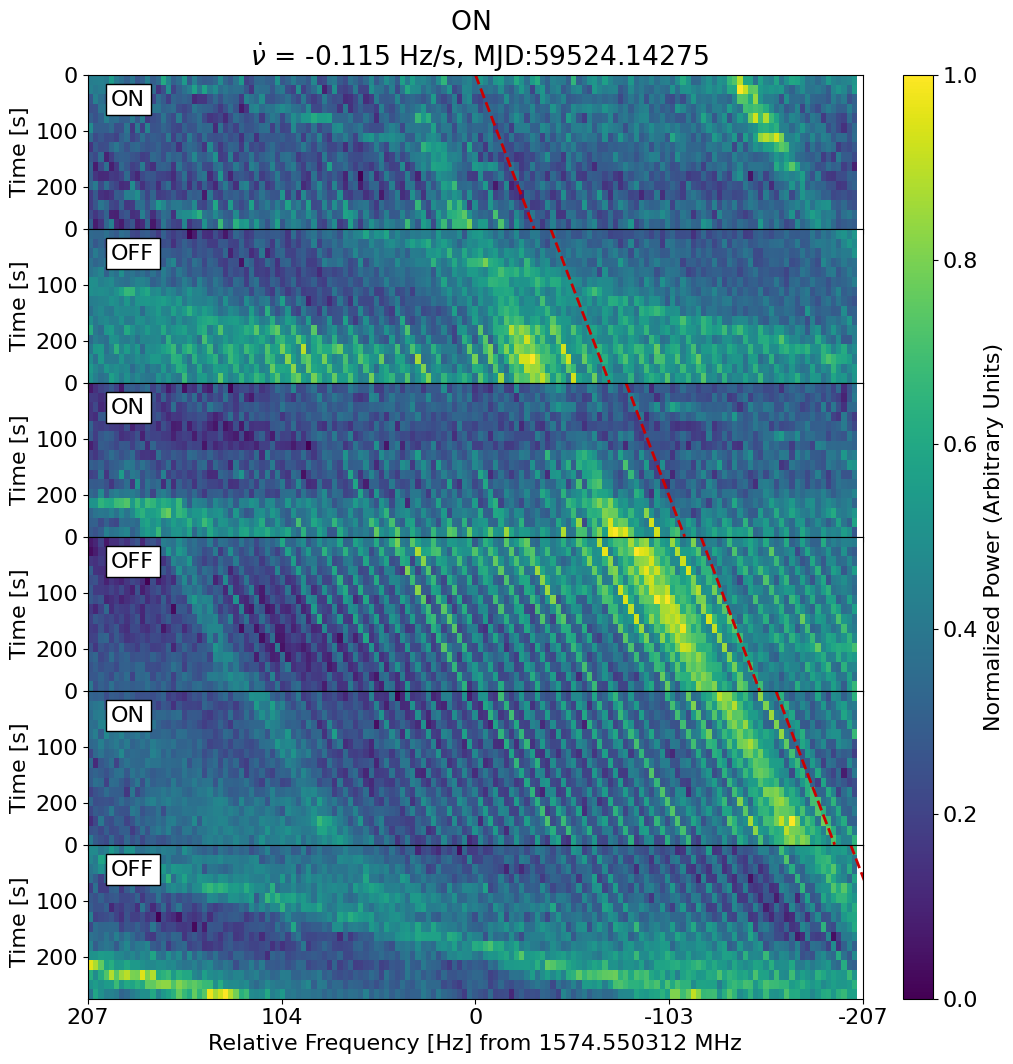 ON
ν̇ = -0.115 Hz/s, MJD:59524.14275
0
ON
100
200
Time [s]
0
OFF
100
200
Time [s]
0
ON
100
200
Time [s]
0
OFF
100
200
Time [s]
0
ON
100
200
Time [s]
0
OFF
100
200
Time [s]
207 104 0 -103 -207
Relative Frequency [Hz] from 1574.550312 MHz
1.0
0.8
0.6
0.4
0.2
0.0
Normalized Power (Arbitrary Units)